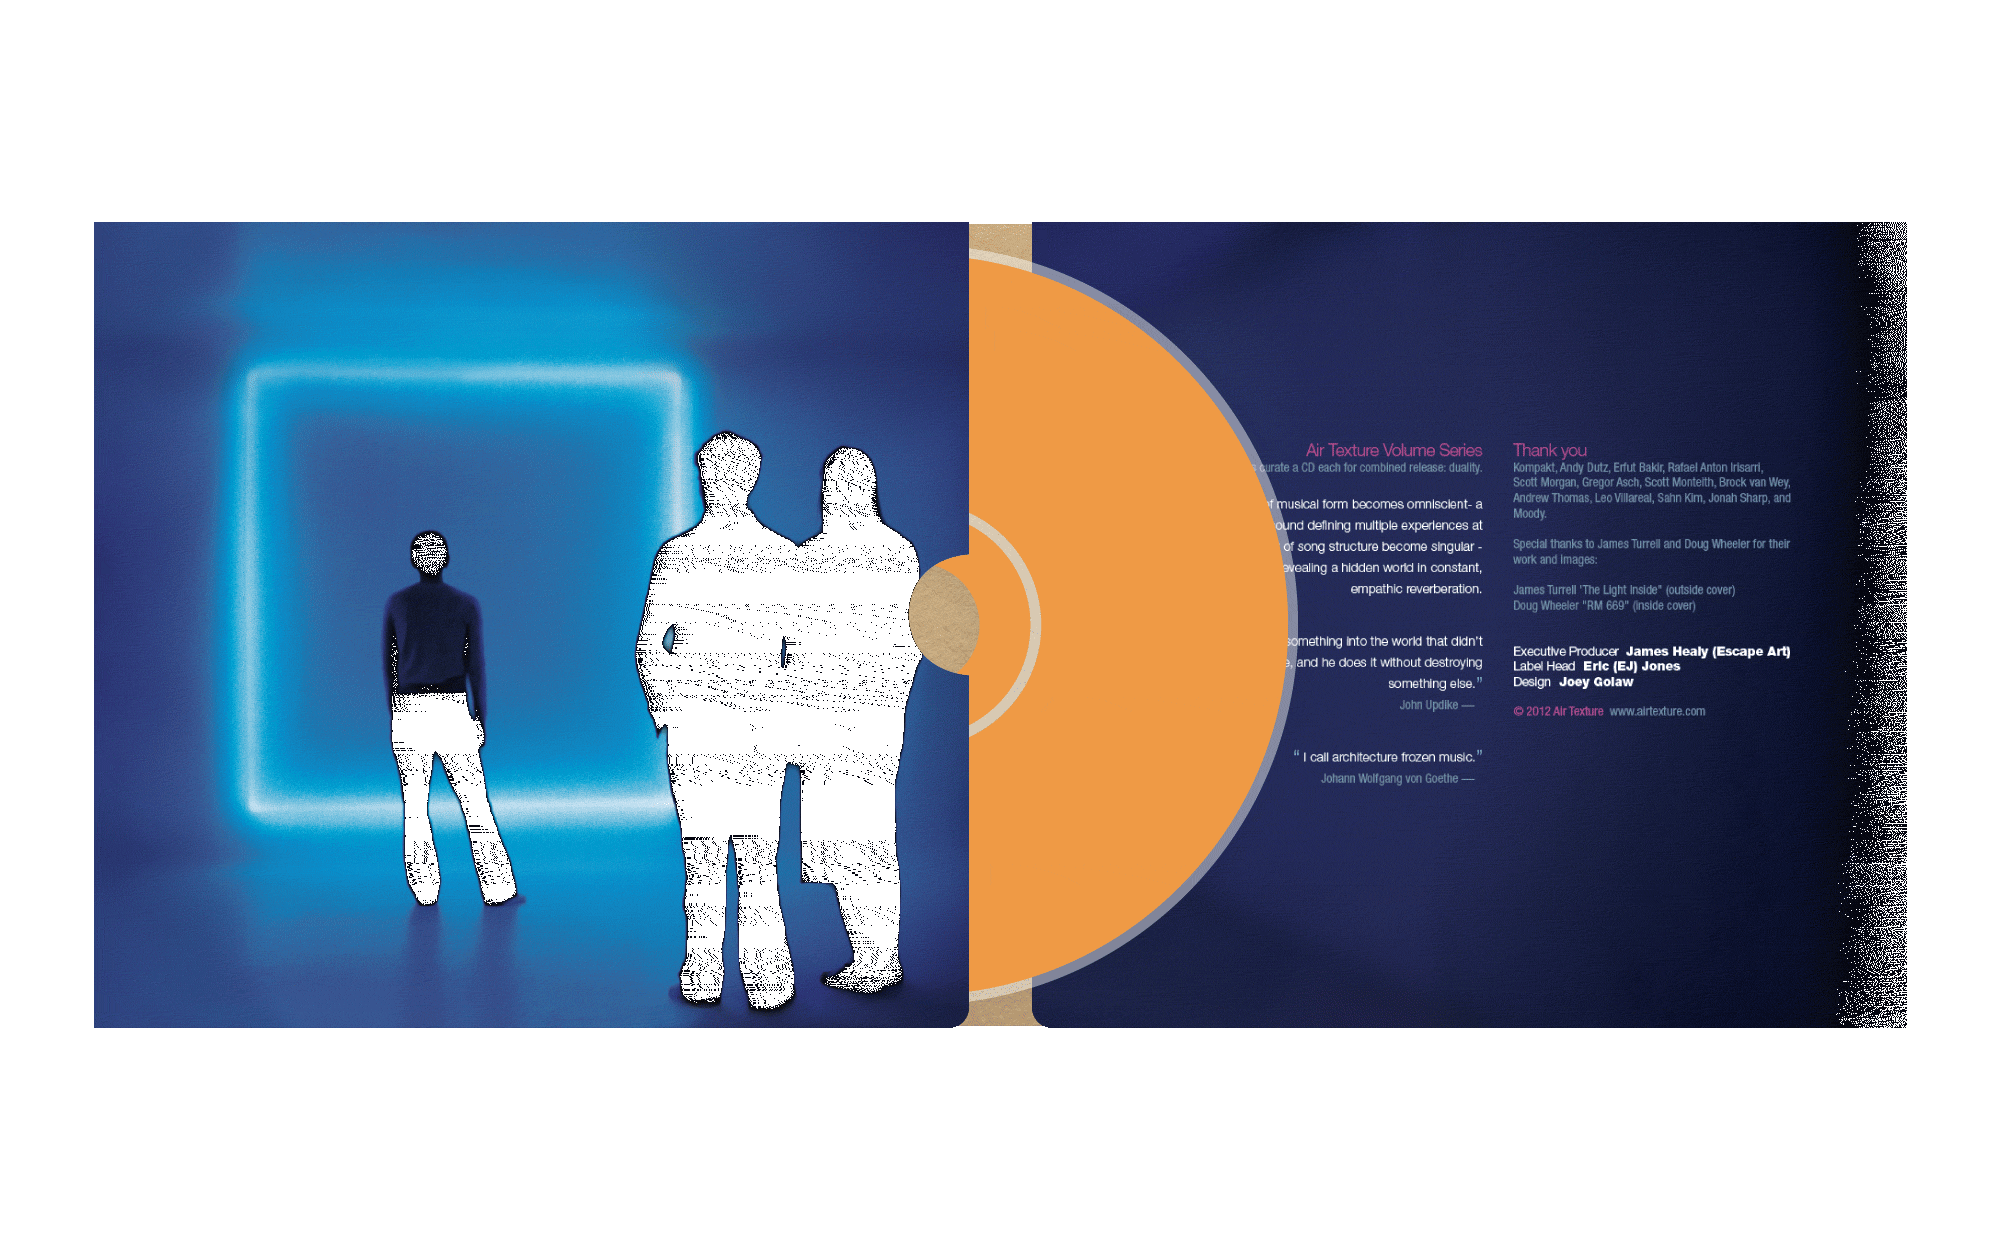 Air Texture Volume Series
curate a CD each for combined release: duality.
of musical form becomes omniscient- a
ound defining multiple experiences at
of song structure become singular -
evealing a hidden world in constant,
empathic reverberation.
something into the world that didn't
, and he does it without destroying
something else.”
John Updike —
“ I call architecture frozen music.”
Johann Wolfgang von Goethe —
Thank you
Kompakt, Andy Dutz, Erfut Bakir, Rafael Anton Irisarri,
Scott Morgan, Gregor Asch, Scott Monteith, Brock van Wey,
Andrew Thomas, Leo Villareal, Sahn Kim, Jonah Sharp, and
Moody.
Special thanks to James Turrell and Doug Wheeler for their
work and images:
James Turrell 'The Light Inside" (outside cover)
Doug Wheeler "RM 669" (inside cover)
Executive Producer James Healy (Escape Art)
Label Head Eric (EJ) Jones
Design Joey Golaw
© 2012 Air Texture www.airtexture.com